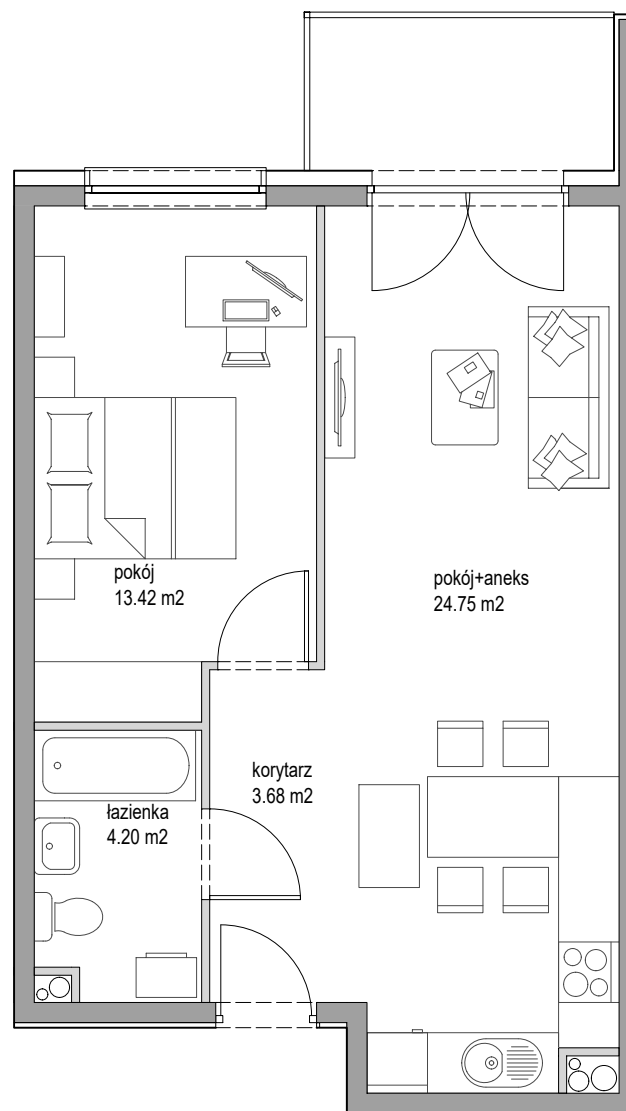 pokój
13.42 m2
pokój+aneks
24.75 m2
korytarz
3.68 m2
łazienka
4.20 m2